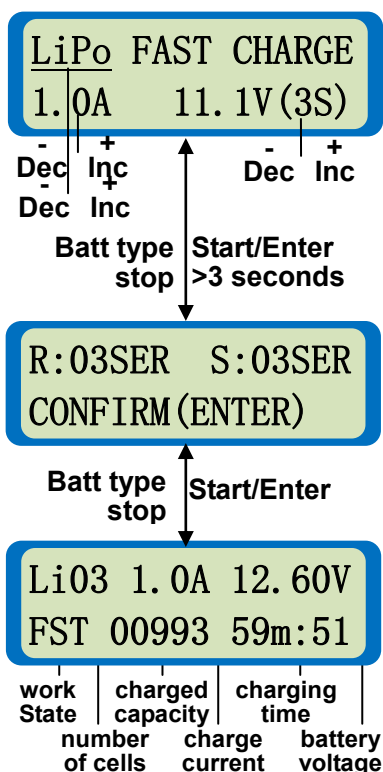 LiPo FAST CHARGE
1.0A 11.1V(3S)
- + - +
Dec Inc Dec Inc
- +
Dec Inc
Batt type Start/Enter
stop >3 seconds
R:03SER S:03SER
CONFIRM(ENTER)
Batt type Start/Enter
stop
Li03 1.0A 12.60V
FST 00993 59m:51
work charged charging
State capacity time
number charge battery
of cells current voltage